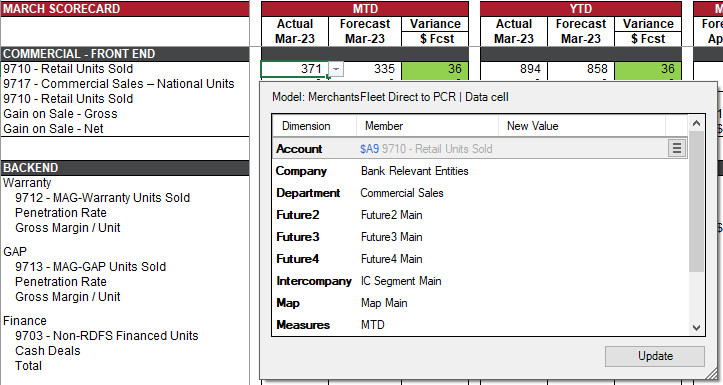 MARCH SCORECARD MTD YTD M
Actual Forecast Variance Actual Forecast Variance For
Mar-23 Mar-23 $ Fcst Mar-23 Mar-23 $ Fcst Ap
COMMERCIAL - FRONT END
9710 - Retail Units Sold 371 335 36 894 858 36
9717 - Commercial Sales – National Units
9710 - Retail Units Sold
Gain on Sale - Gross
Gain on Sale - Net
BACKEND
Warranty
9712 - MAG-Warranty Units Sold
Penetration Rate
Gross Margin / Unit
GAP
9713 - MAG-GAP Units Sold
Penetration Rate
Gross Margin / Unit
Finance
9703 - Non-RDFS Financed Units
Cash Deals
Total
Model: MerchantsFleet Direct to PCR | Data cell
Dimension Member New Value
Account $A9 9710 - Retail Units Sold
Company Bank Relevant Entities
Department Commercial Sales
Future2 Future2 Main
Future3 Future3 Main
Future4 Future4 Main
Intercompany IC Segment Main
Map Map Main
Measures MTD
Update